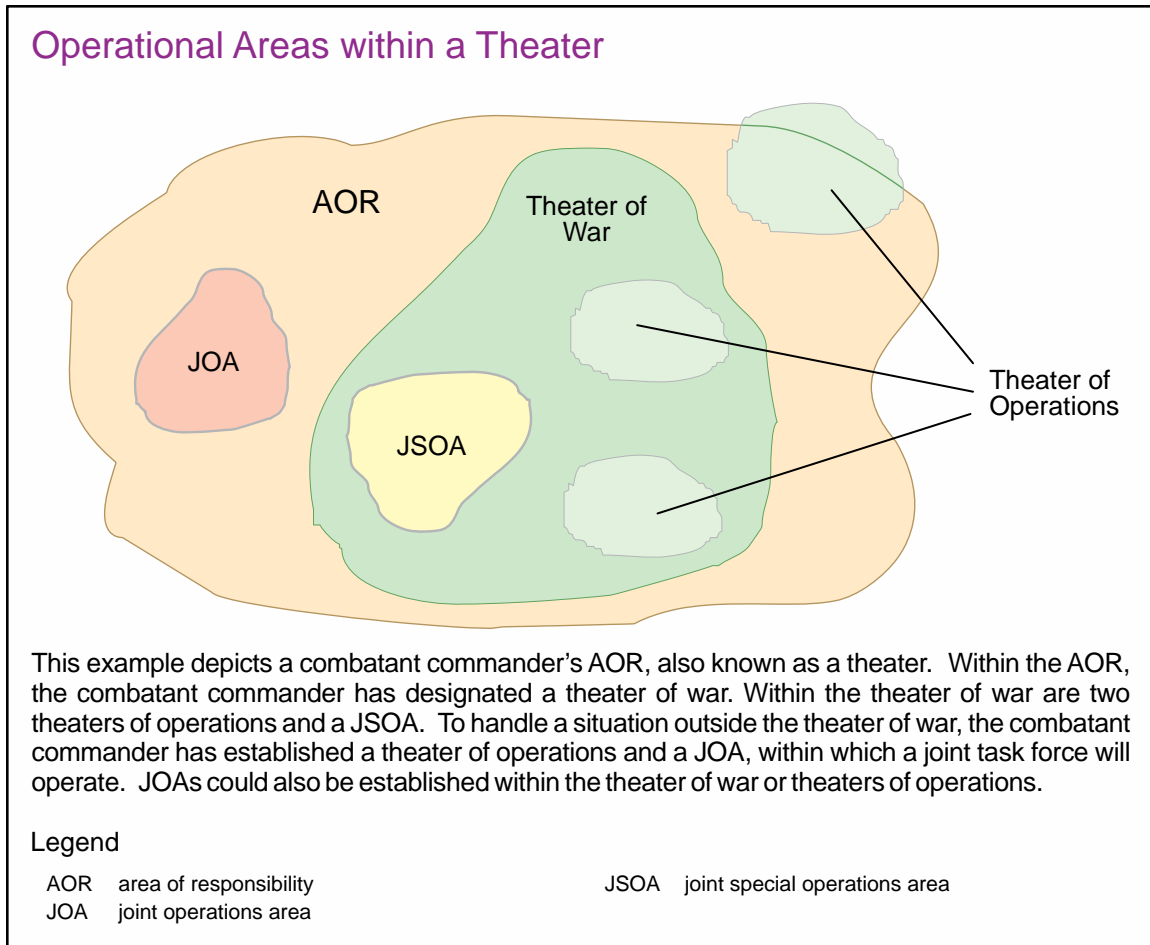 Operational Areas within a Theater
AOR
Theater of
War
JOA
JSOA
Theater of
Operations
This example depicts a combatant commander's AOR, also known as a theater. Within the AOR,
the combatant commander has designated a theater of war. Within the theater of war are two
theaters of operations and a JSOA. To handle a situation outside the theater of war, the combatant
commander has established a theater of operations and a JOA, within which a joint task force will
operate. JOAs could also be established within the theater of war or theaters of operations.
Legend
AOR area of responsibility JSOA joint special operations area
JOA joint operations area